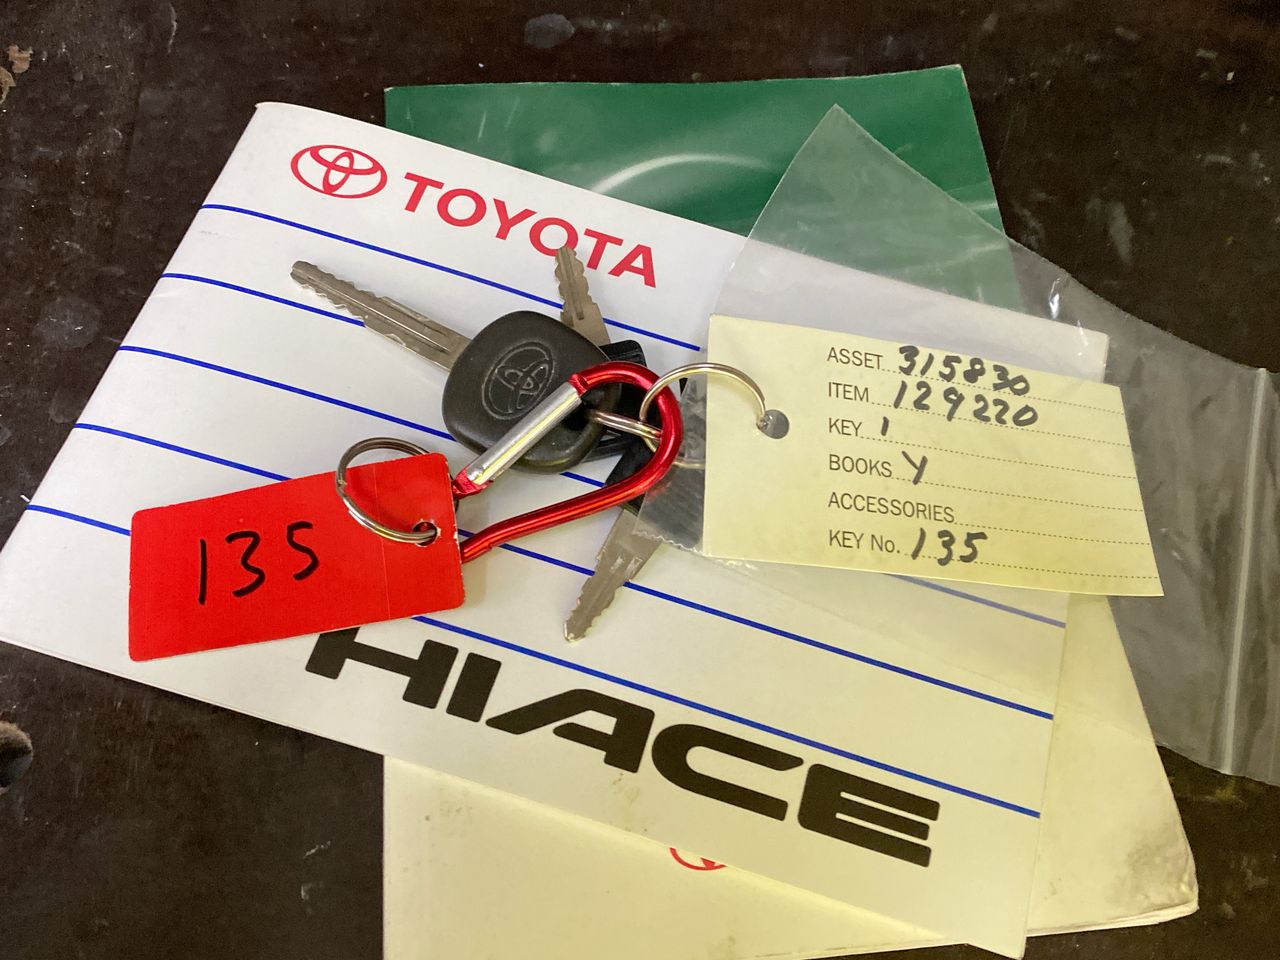 TOYOTA
ASSET 315830
ITEM 129220
KEY 1
BOOKS Y
ACCESSORIES
KEY No. 135
135
HIACE